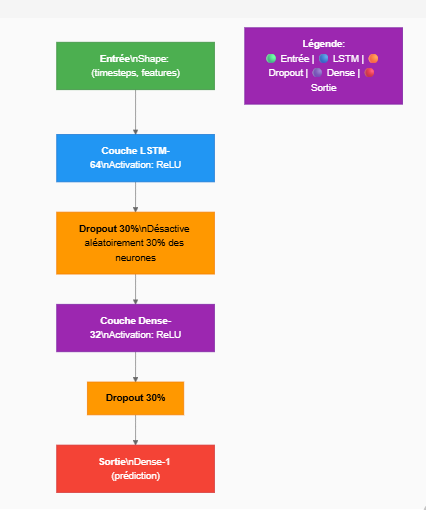 Entrée\nShape:
(timesteps, features)
Légende:
Entrée | LSTM |
Dropout | Dense |
Sortie
Couche LSTM-
64\nActivation: ReLU
Dropout 30%\nDésactive
aléatoirement 30% des
neurones
Couche Dense-
32\nActivation: ReLU
Dropout 30%
Sortie\nDense-1
(prédiction)